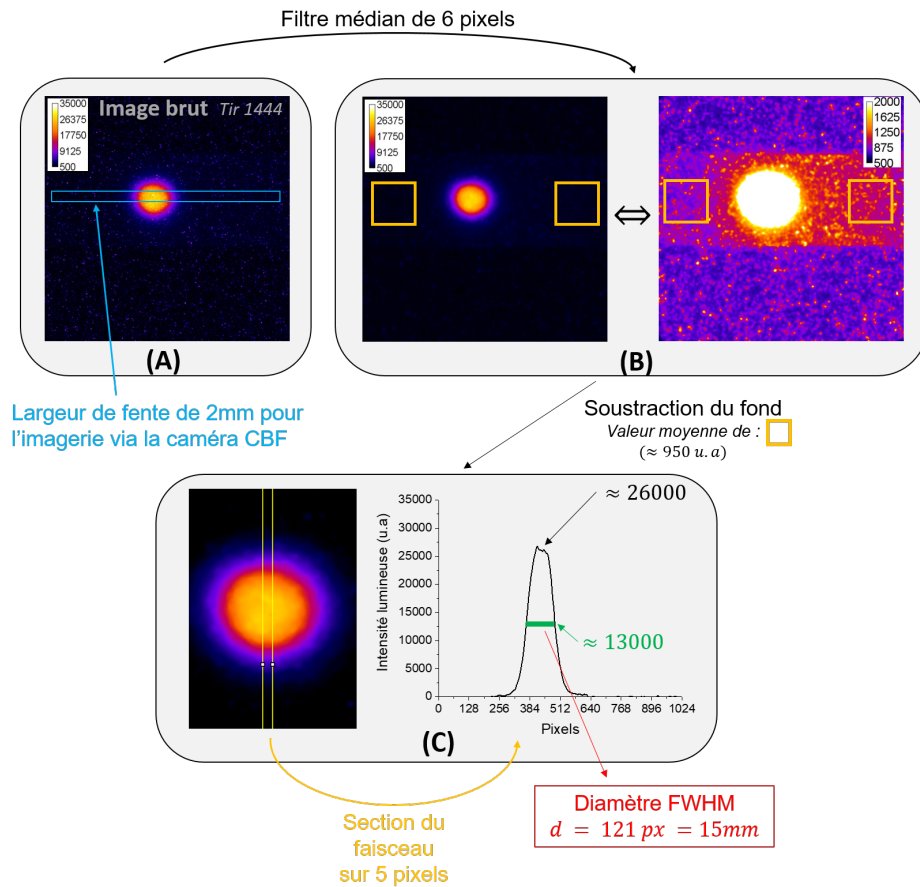 Filtre médian de 6 pixels
35000
26375
17750
9125
500
Image brut Tir 1444
(A)
35000
26375
17750
9125
500
⇔
2000
1625
1250
875
500
(B)
Largeur de fente de 2mm pour
l'imagerie via la caméra CBF
Soustraction du fond
Valeur moyenne de :
(≈ 950 u. a)
35000
30000
25000
20000
15000
10000
5000
0
Intensité lumineuse (u.a)
≈ 26000
≈ 13000
0 128 256 384 512 640 768 896 1024
Pixels
(C)
Section du
faisceau
sur 5 pixels
Diamètre FWHM
d = 121 px = 15mm